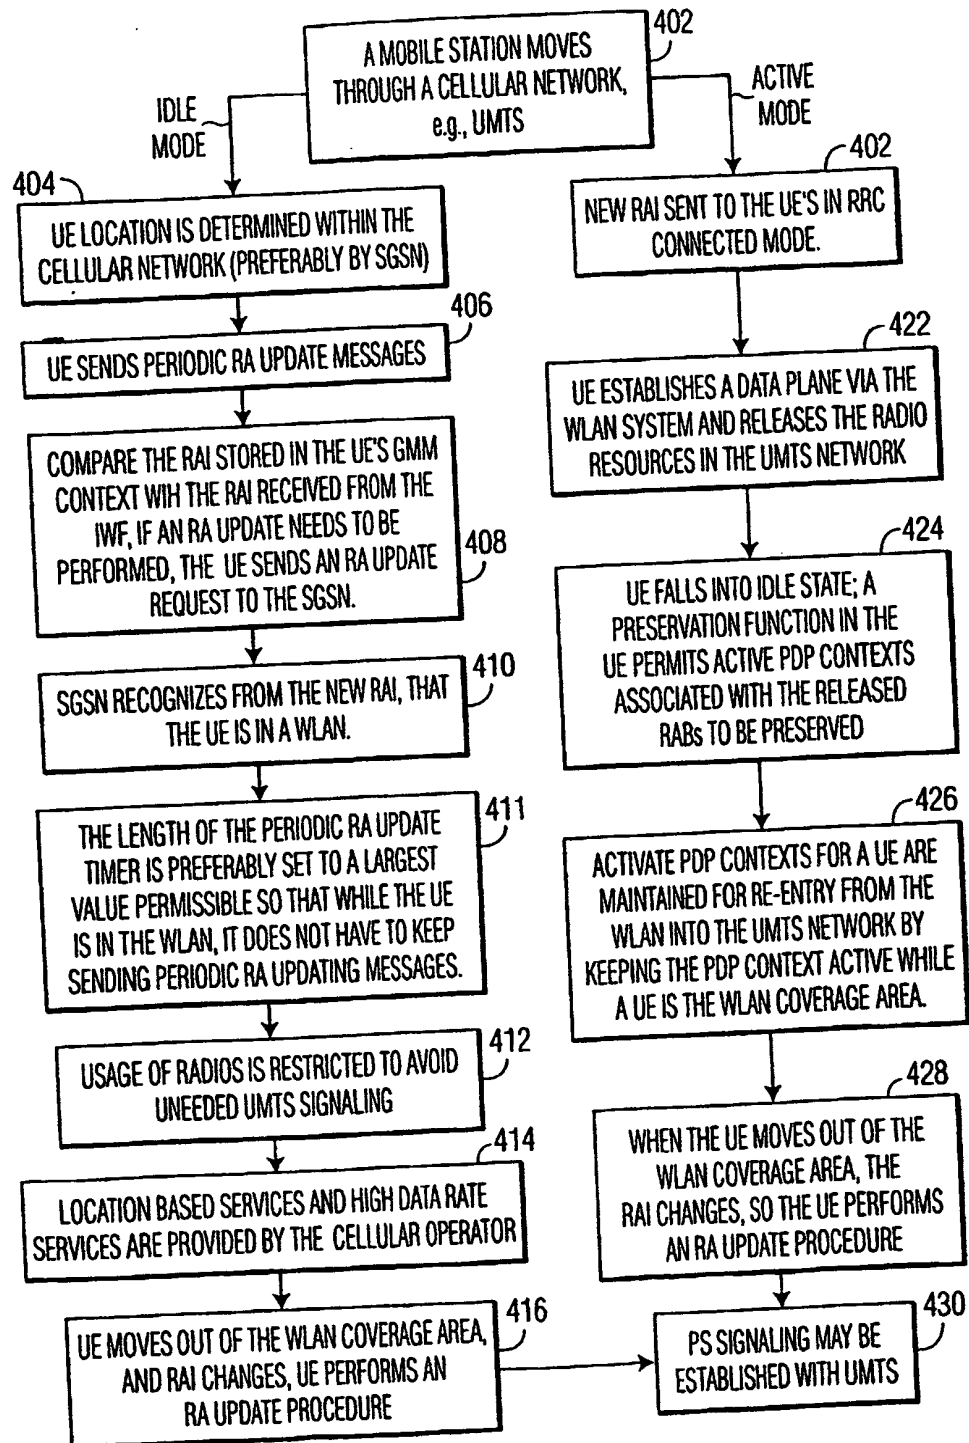 402
A MOBILE STATION MOVES
THROUGH A CELLULAR NETWORK,
e.g., UMTS
IDLE
MODE
ACTIVE
MODE
404
UE LOCATION IS DETERMINED WITHIN THE
CELLULAR NETWORK (PREFERABLY BY SGSN)
406
UE SENDS PERIODIC RA UPDATE MESSAGES
408
COMPARE THE RAI STORED IN THE UE'S GMM
CONTEXT WIH THE RAI RECEIVED FROM THE
IWF, IF AN RA UPDATE NEEDS TO BE
PERFORMED, THE UE SENDS AN RA UPDATE
REQUEST TO THE SGSN.
410
SGSN RECOGNIZES FROM THE NEW RAI, THAT
THE UE IS IN A WLAN.
411
THE LENGTH OF THE PERIODIC RA UPDATE
TIMER IS PREFERABLY SET TO A LARGEST
VALUE PERMISSIBLE SO THAT WHILE THE UE
IS IN THE WLAN, IT DOES NOT HAVE TO KEEP
SENDING PERIODIC RA UPDATING MESSAGES.
412
USAGE OF RADIOS IS RESTRICTED TO AVOID
UNEEDED UMTS SIGNALING
414
LOCATION BASED SERVICES AND HIGH DATA RATE
SERVICES ARE PROVIDED BY THE CELLULAR OPERATOR
416
UE MOVES OUT OF THE WLAN COVERAGE AREA,
AND RAI CHANGES, UE PERFORMS AN
RA UPDATE PROCEDURE
402
NEW RAI SENT TO THE UE'S IN RRC
CONNECTED MODE.
422
UE ESTABLISHES A DATA PLANE VIA THE
WLAN SYSTEM AND RELEASES THE RADIO
RESOURCES IN THE UMTS NETWORK
424
UE FALLS INTO IDLE STATE; A
PRESERVATION FUNCTION IN THE
UE PERMITS ACTIVE PDP CONTEXTS
ASSOCIATED WITH THE RELEASED
RABs TO BE PRESERVED
426
ACTIVATE PDP CONTEXTS FOR A UE ARE
MAINTAINED FOR RE-ENTRY FROM THE
WLAN INTO THE UMTS NETWORK BY
KEEPING THE PDP CONTEXT ACTIVE WHILE
A UE IS THE WLAN COVERAGE AREA.
428
WHEN THE UE MOVES OUT OF THE
WLAN COVERAGE AREA, THE
RAI CHANGES, SO THE UE PERFORMS
AN RA UPDATE PROCEDURE
430
PS SIGNALING MAY BE
ESTABLISHED WITH UMTS